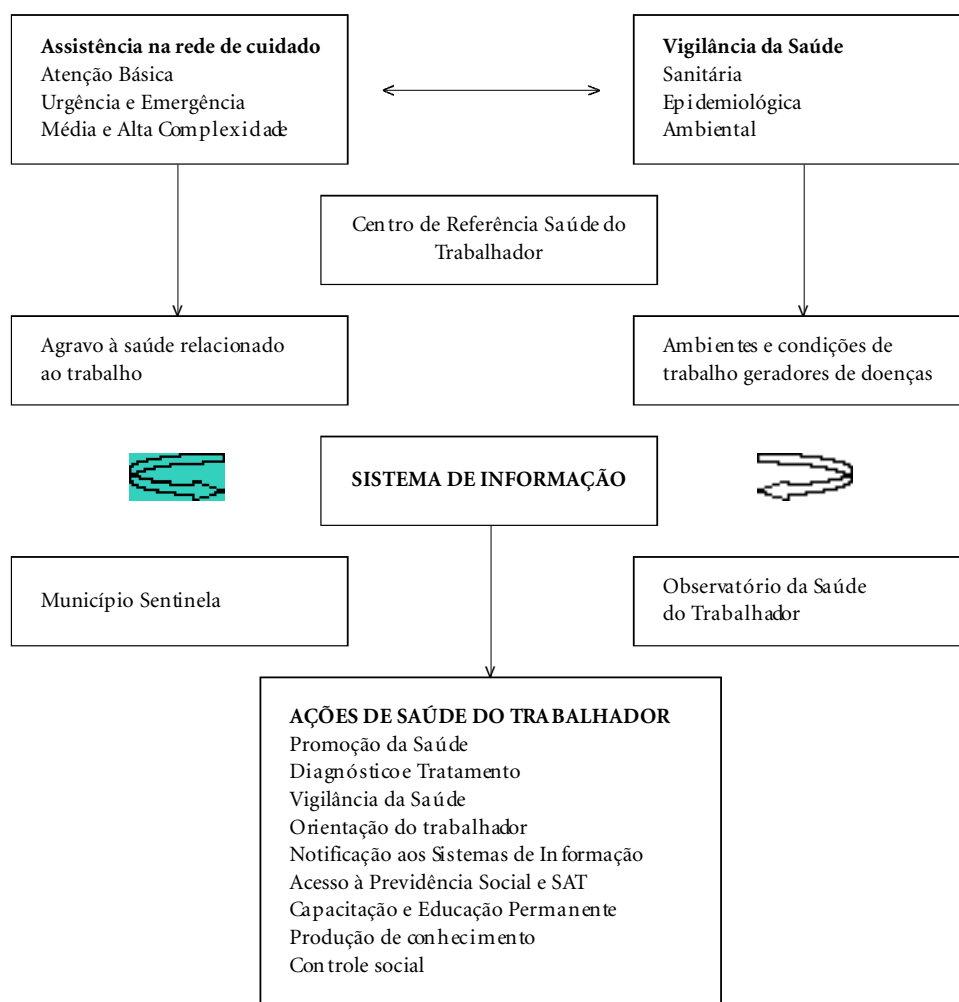 Assistência na rede de cuidado
Atenção Básica
Urgência e Emergência
Média e Alta Complexidade
Vigilância da Saúde
Sanitária
Epidemiológica
Ambiental
Centro de Referência Saúde do
Trabalhador
Agravo à saúde relacionado
ao trabalho
Ambientes e condições de
trabalho geradores de doenças
SISTEMA DE INFORMAÇÃO
Município Sentinela
Observatório da Saúde
do Trabalhador
AÇÕES DE SAÚDE DO TRABALHADOR
Promoção da Saúde
Diagnóstico e Tratamento
Vigilância da Saúde
Orientação do trabalhador
Notificação aos Sistemas de Informação
Acesso à Previdência Social e SAT
Capacitação e Educação Permanente
Produção de conhecimento
Controle social